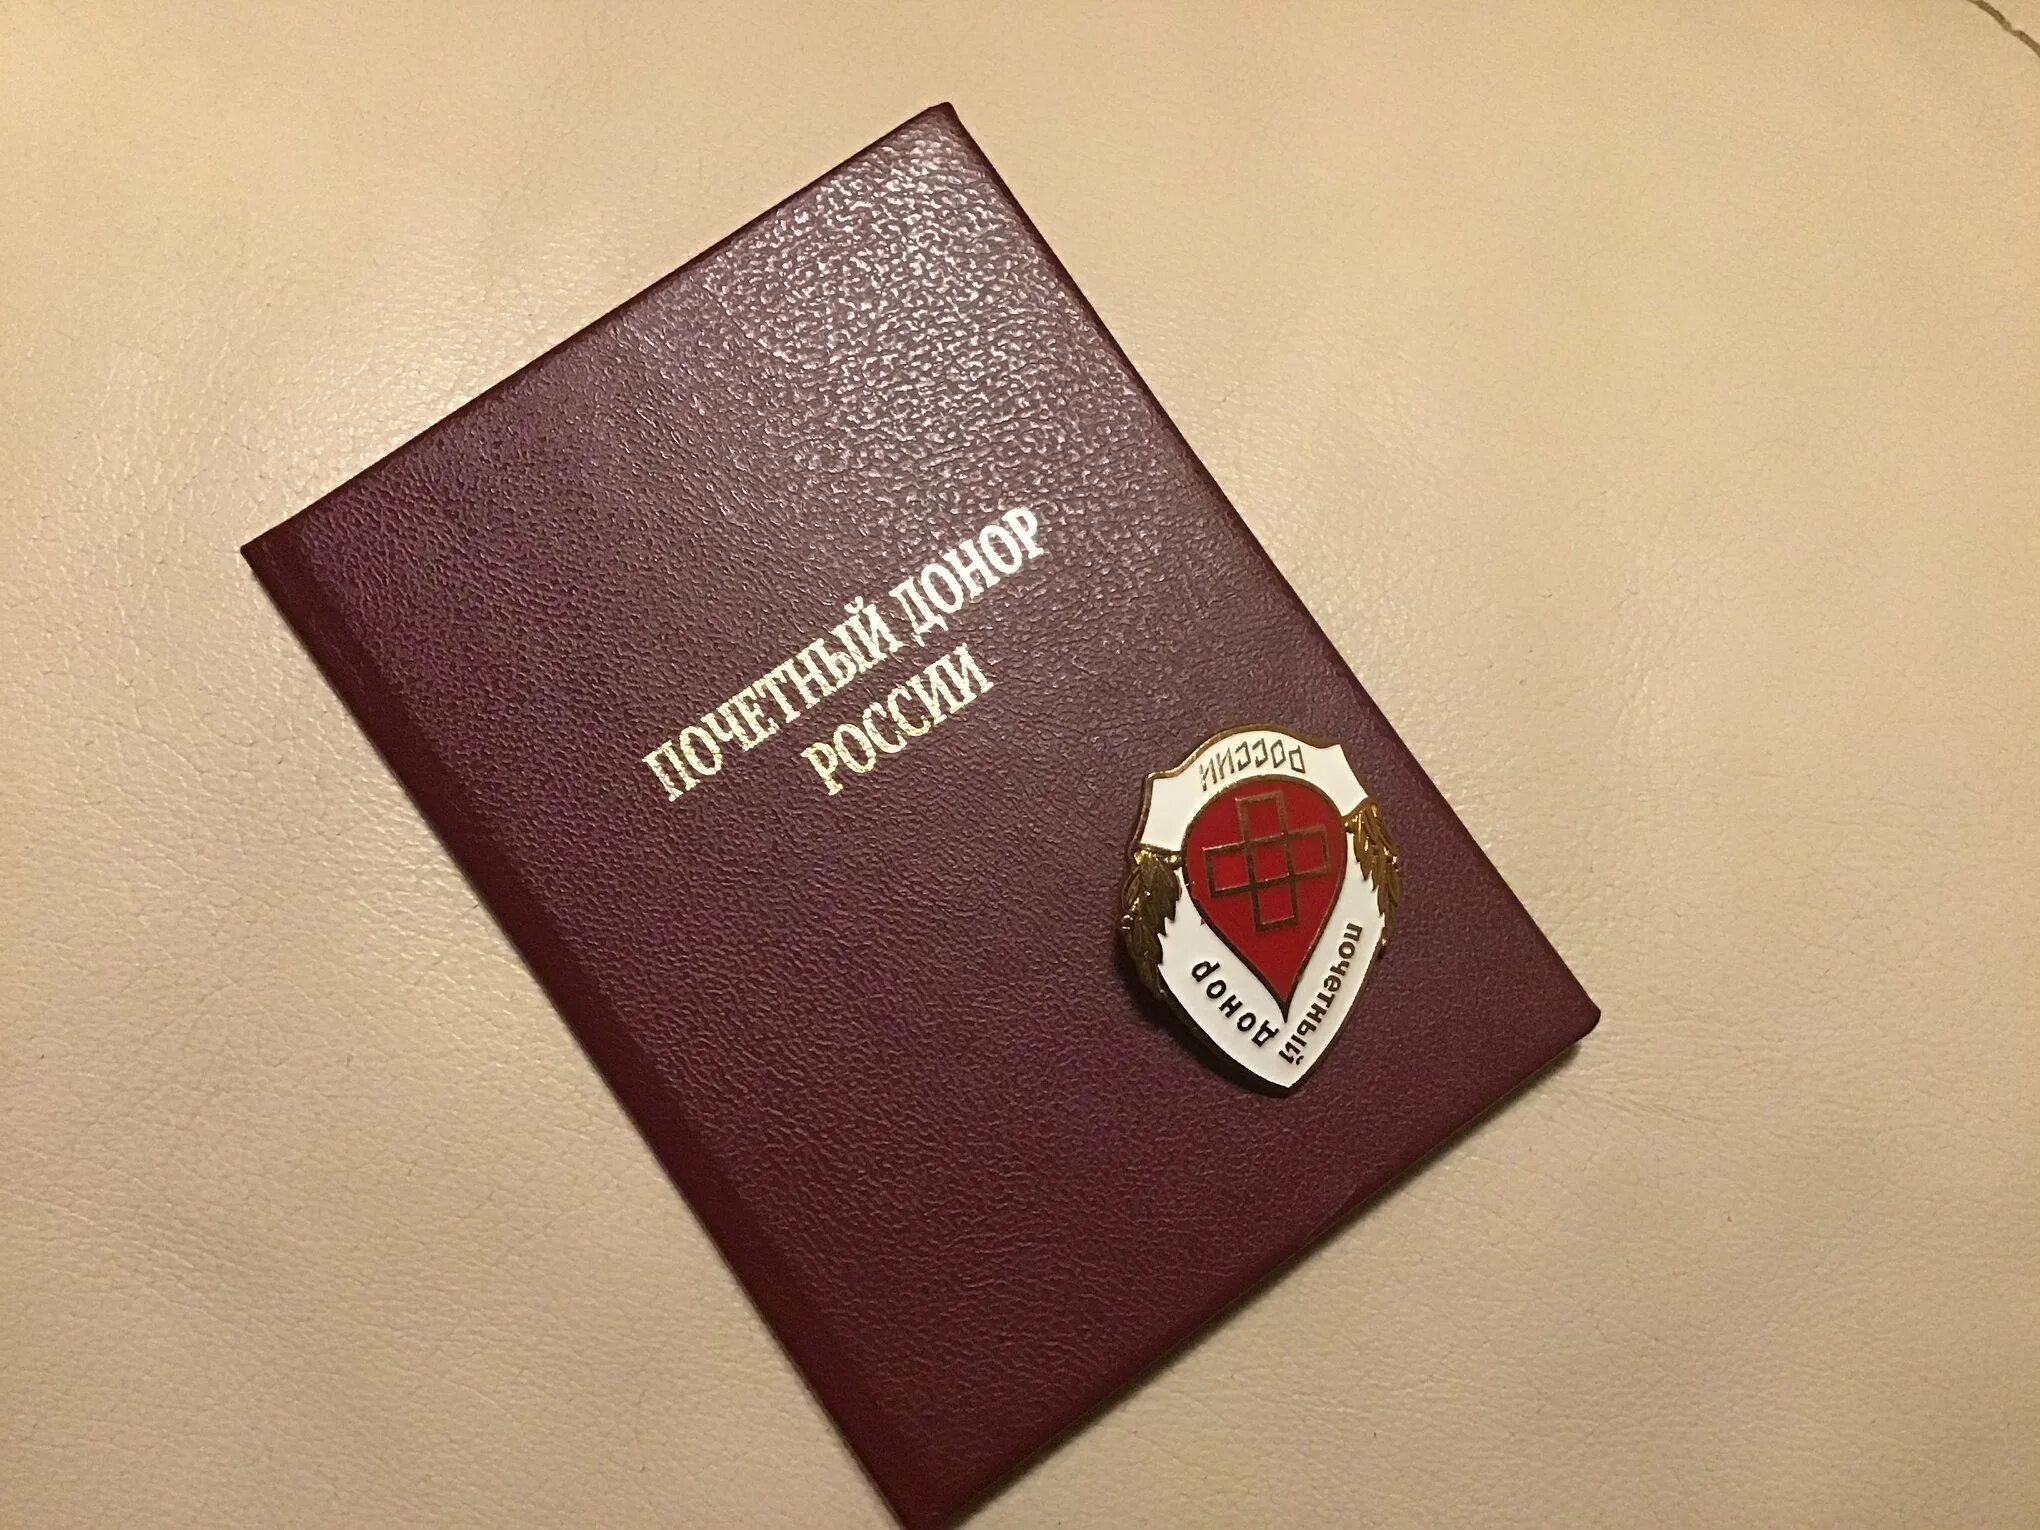 ПОЧЕТНЫЙ ДОНОР
РОССИИ
почетный
донор
РОССИИ